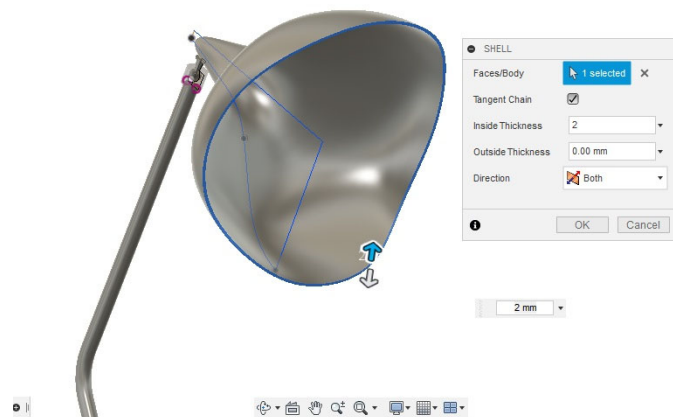 SHELL
Faces/Body 1 selected
Tangent Chain
Inside Thickness 2
Outside Thickness 0.00 mm
Direction Both
OK Cancel
2 mm